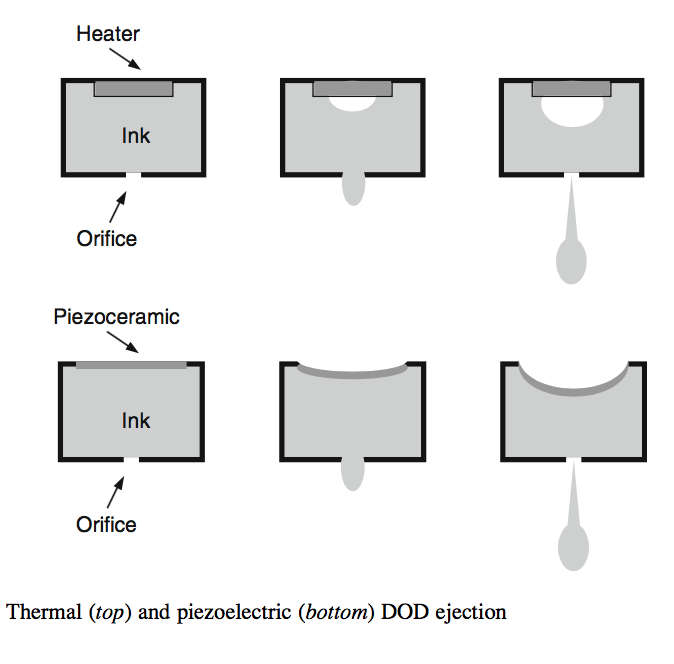 Heater
Ink
Orifice
Piezoceramic
Ink
Orifice
Thermal (top) and piezoelectric (bottom) DOD ejection